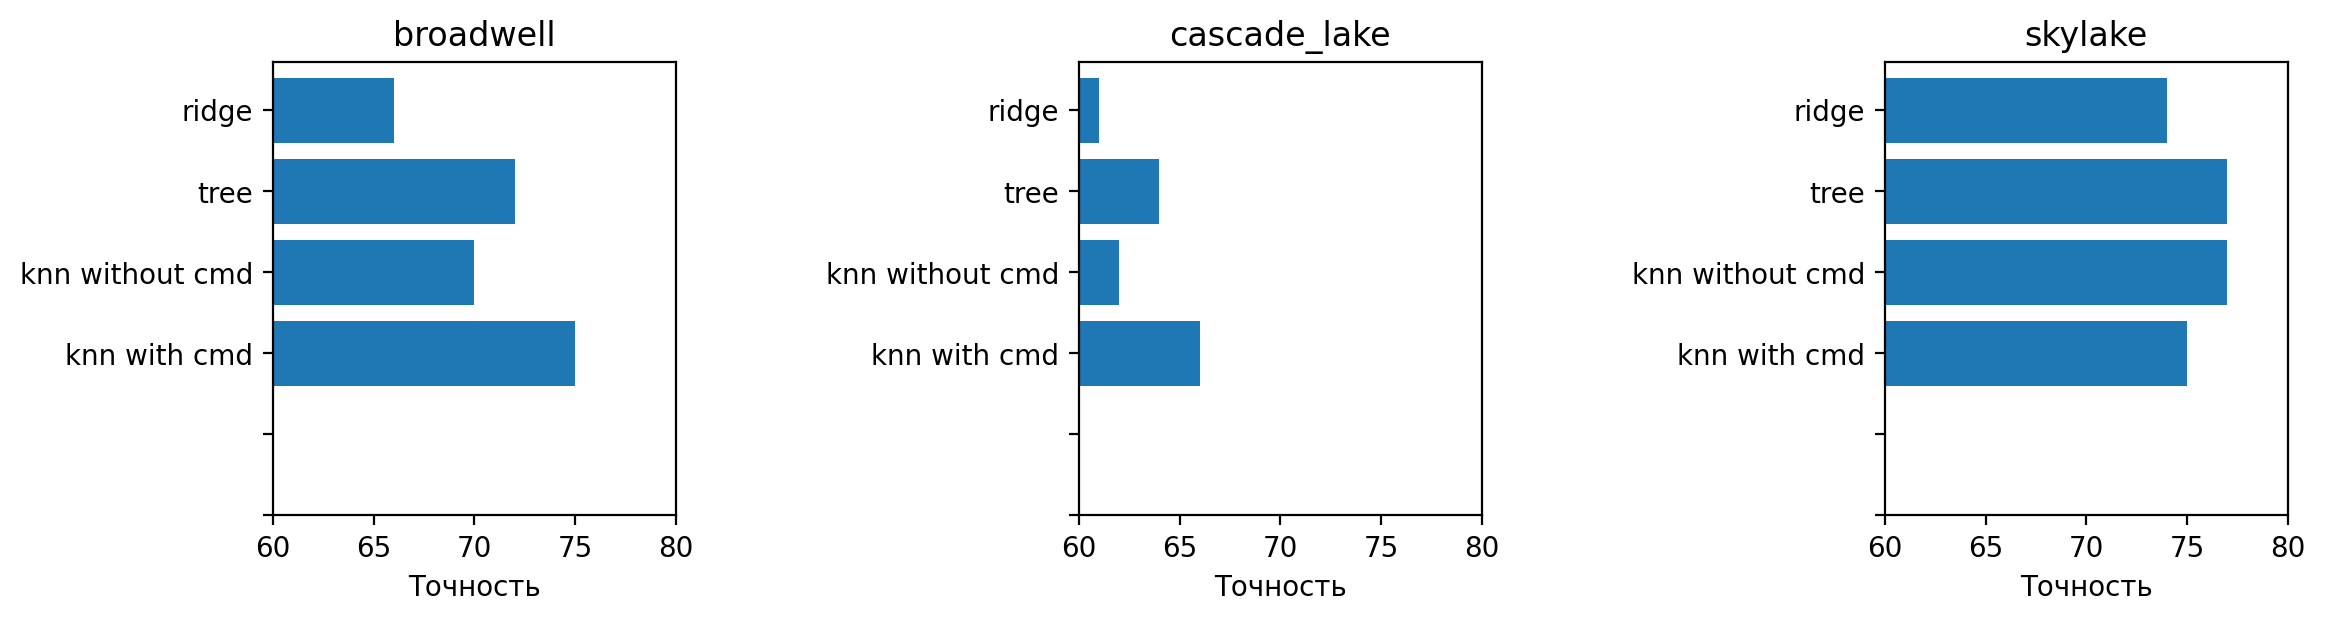 broadwell
ridge
tree
knn without cmd
knn with cmd
60 65 70 75 80
Точность
cascade_lake
ridge
tree
knn without cmd
knn with cmd
60 65 70 75 80
Точность
skylake
ridge
tree
knn without cmd
knn with cmd
60 65 70 75 80
Точность